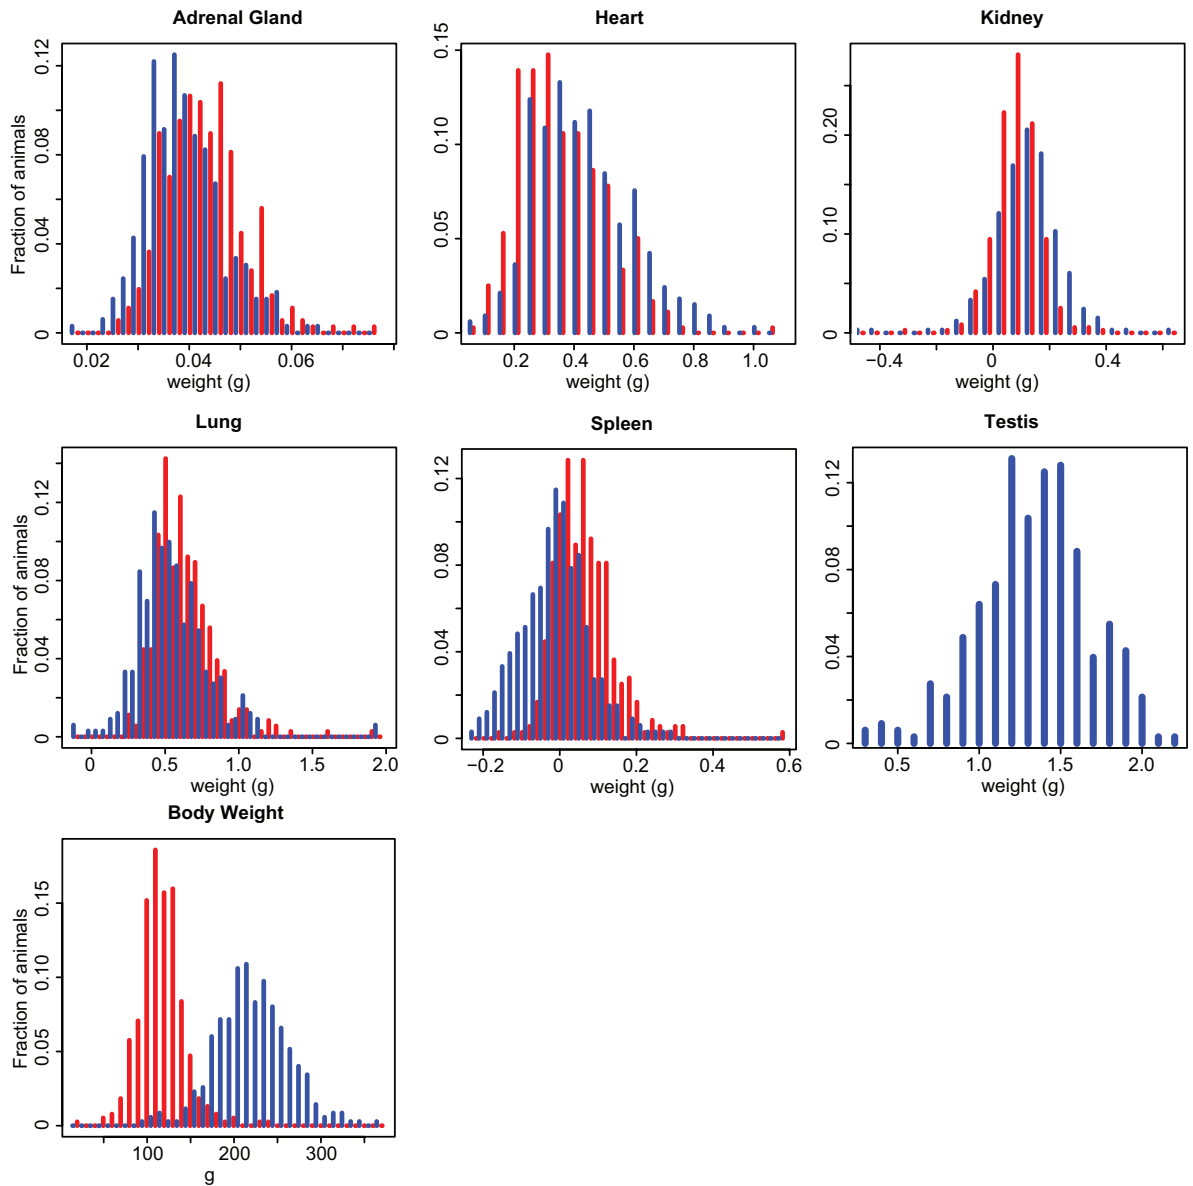 Adrenal Gland
Heart
Kidney
Fraction of animals
0 0.04 0.08 0.12
0 0.05 0.10 0.15
0 0.10 0.20
0.02 0.04 0.06
0.2 0.4 0.6 0.8 1.0
−0.4 0 0.4
weight (g)
weight (g)
weight (g)
Lung
Spleen
Testis
Fraction of animals
0 0.04 0.08 0.12
0 0.04 0.08 0.12
0 0.04 0.08 0.12
0 0.5 1.0 1.5 2.0
−0.2 0 0.2 0.4 0.6
0.5 1.0 1.5 2.0
weight (g)
weight (g)
weight (g)
Body Weight
Fraction of animals
0 0.05 0.10 0.15
100 200 300
g